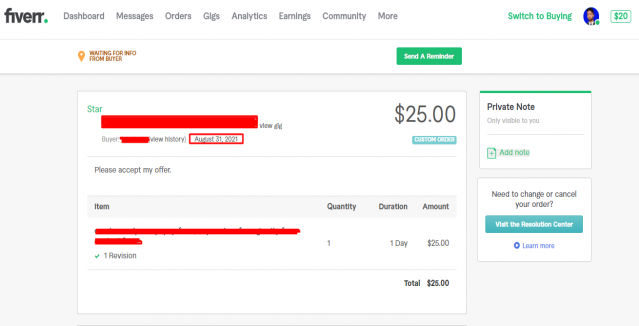 fiverr.
Dashboard Messages Orders Gigs Analytics Earnings Community More
Switch to Buying
$20
WAITING FOR INFO
FROM BUYER
Send A Reminder
Star
view gig
$25.00
Buyer: (view history) August 31, 2021
CUSTOM ORDER
Please accept my offer.
Item Quantity Duration Amount
1 1 Day $25.00
✓ 1 Revision
Total $25.00
Private Note
Only visible to you
Add note
Need to change or cancel
your order?
Visit the Resolution Center
Learn more